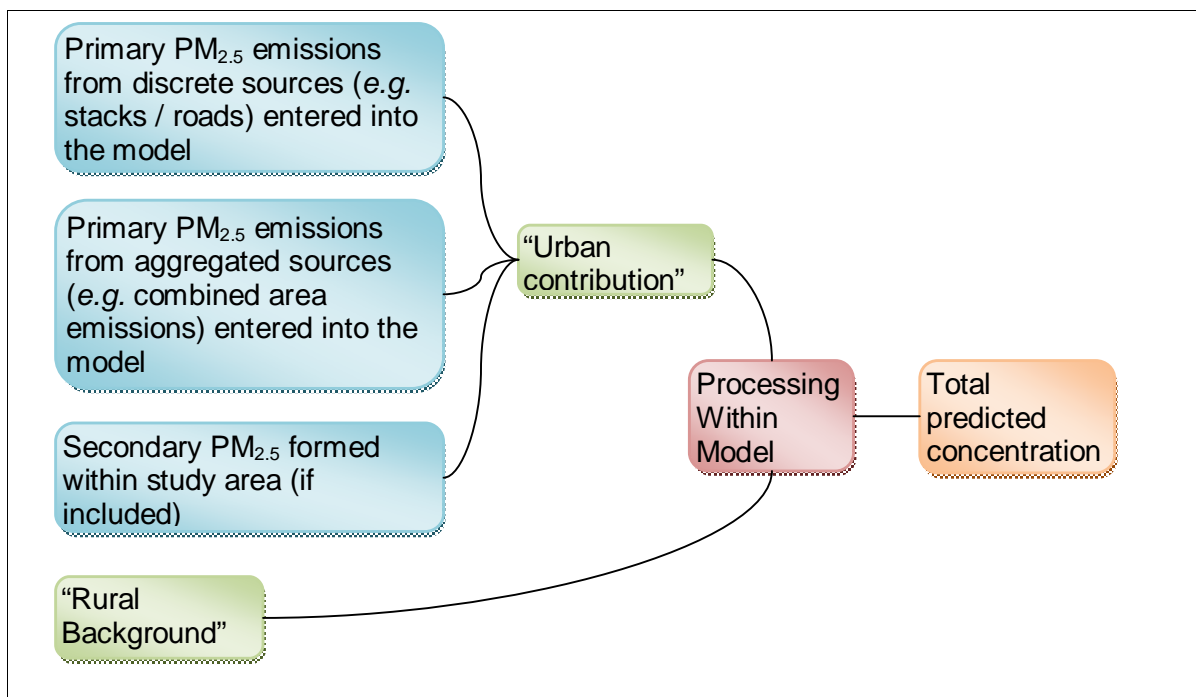 Primary PM2.5 emissions
from discrete sources (e.g.
stacks / roads) entered into
the model
Primary PM2.5 emissions
from aggregated sources
(e.g. combined area
emissions) entered into the
model
Secondary PM2.5 formed
within study area (if
included)
“Rural
Background”
“Urban
contribution”
Processing
Within
Model
Total
predicted
concentration